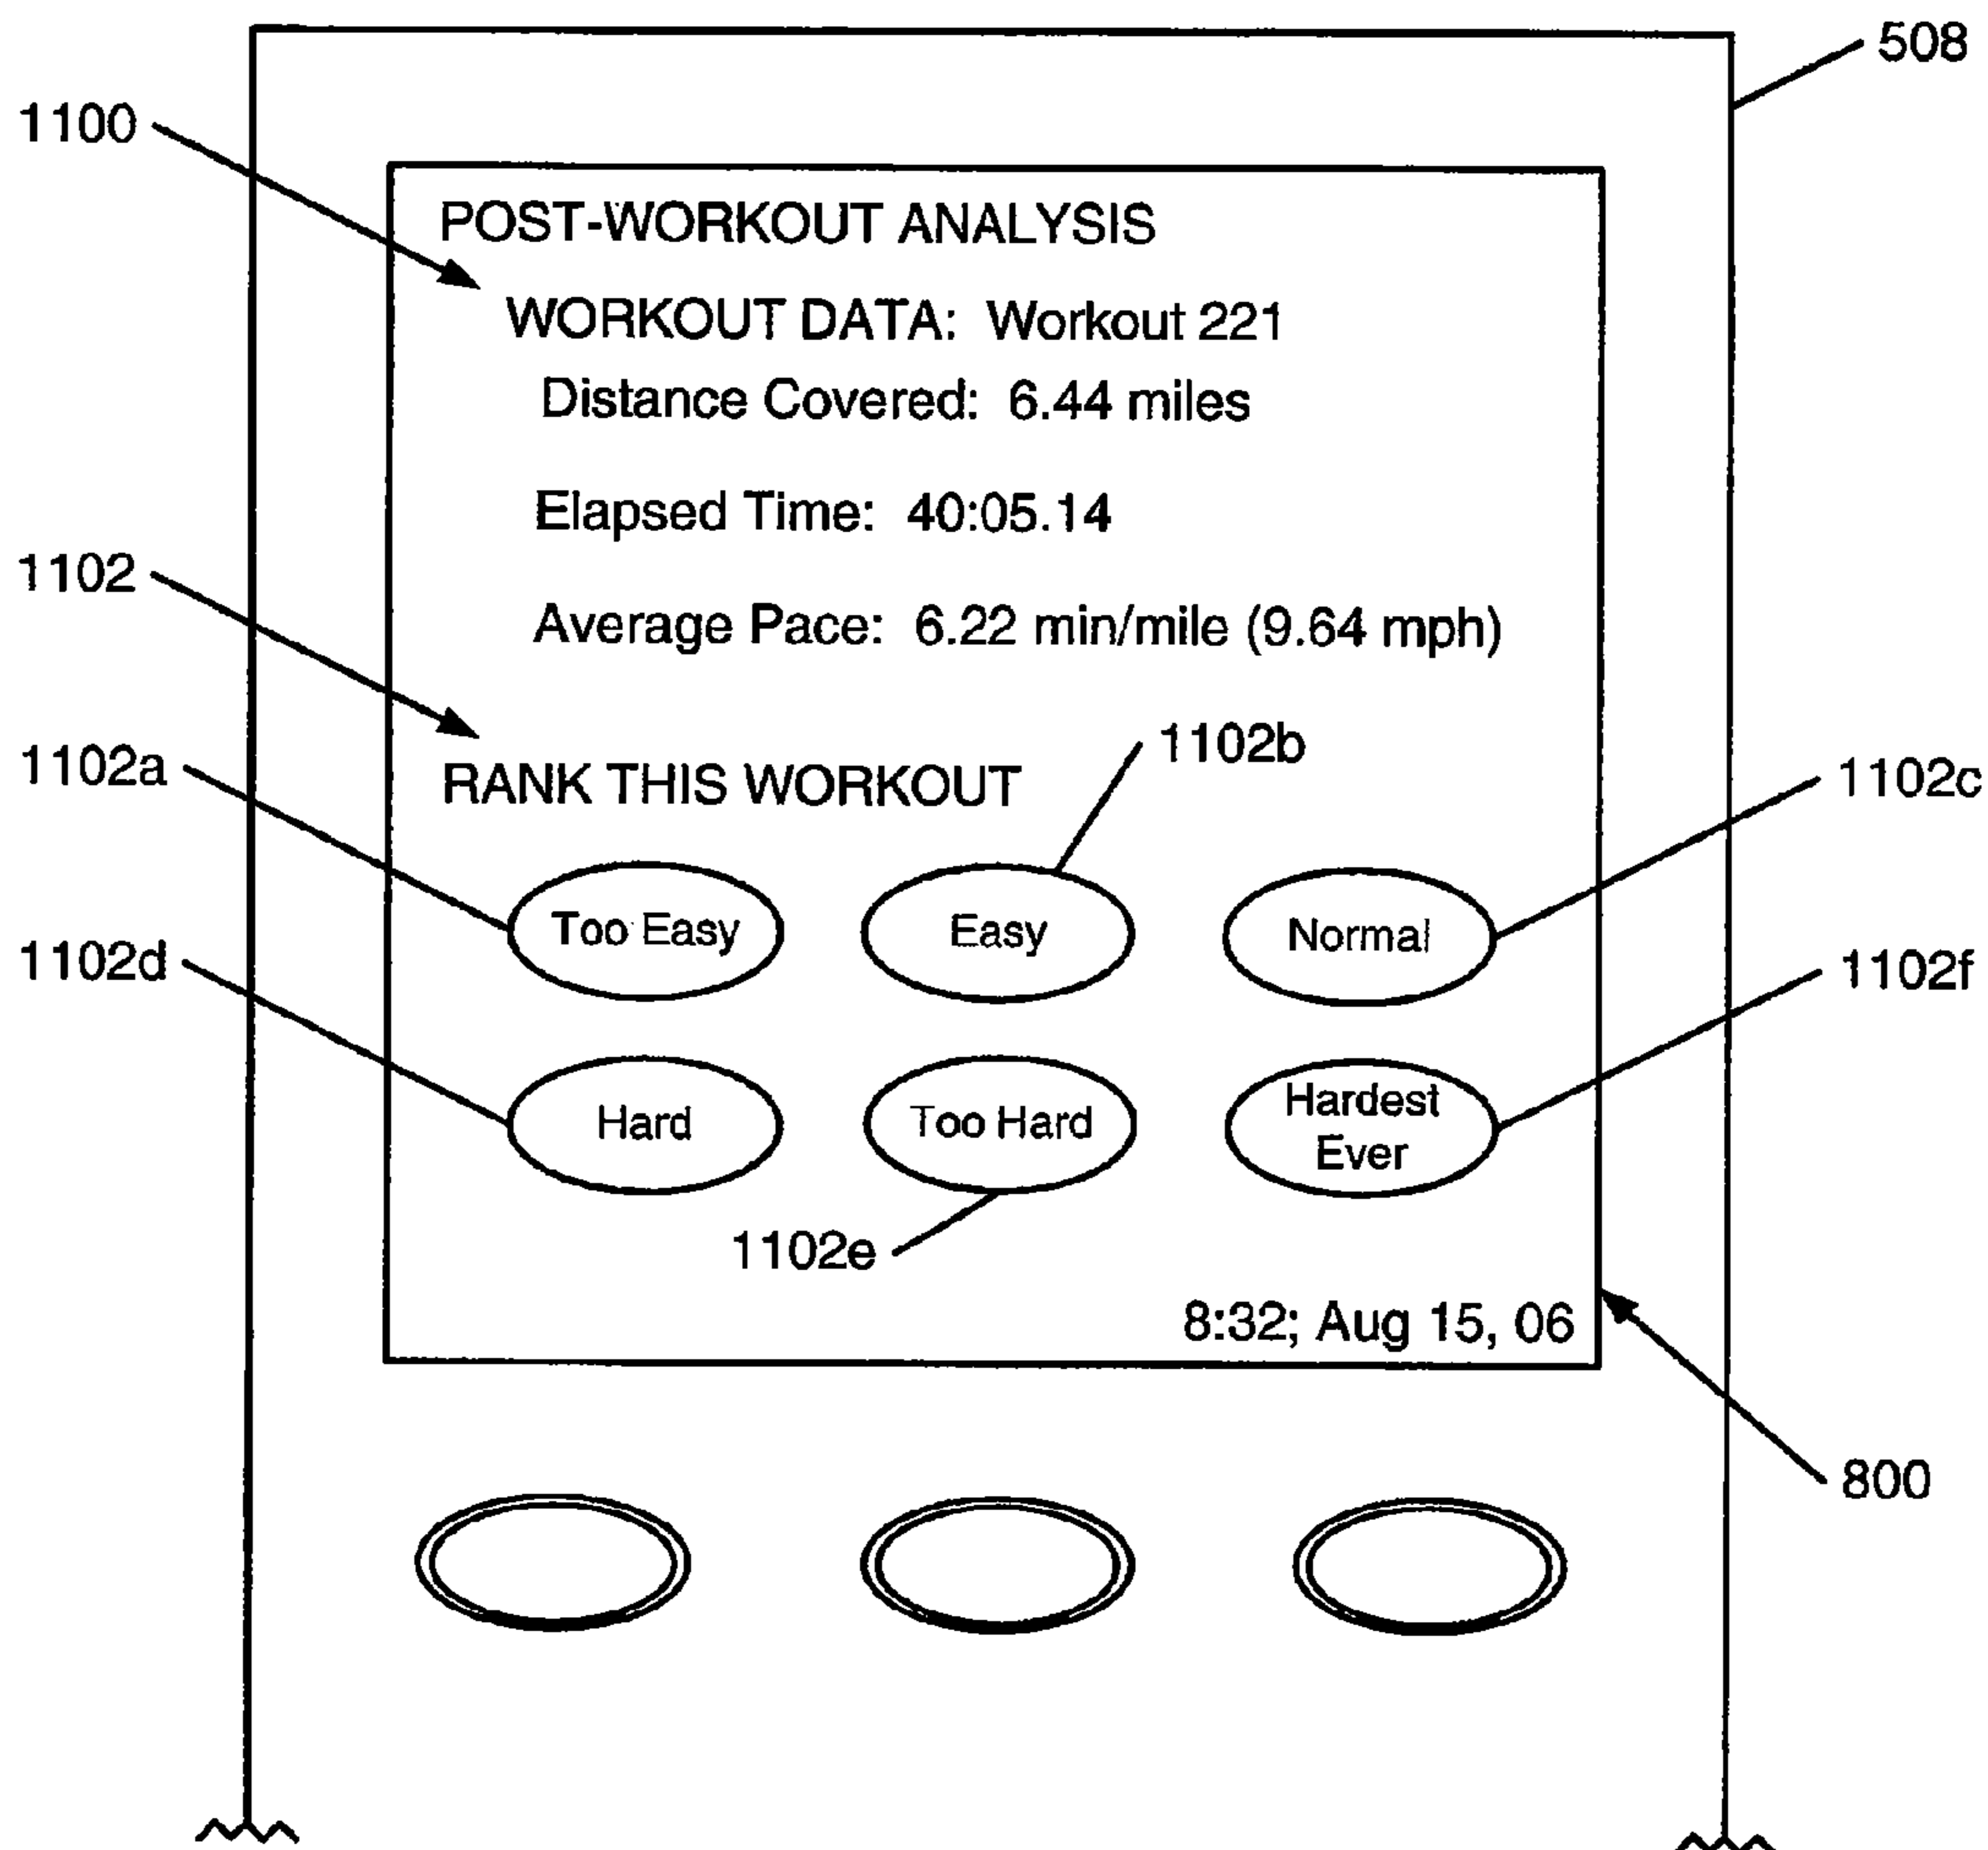 508
1100
POST-WORKOUT ANALYSIS
WORKOUT DATA: Workout 221
Distance Covered: 6.44 miles
Elapsed Time: 40:05.14
1102
Average Pace: 6.22 min/mile (9.64 mph)
1102b
1102a
RANK THIS WORKOUT
1102c
Too Easy
Easy
Normal
1102d
1102f
Hard
Too Hard
Hardest
Ever
1102e
8:32; Aug 15, 06
800